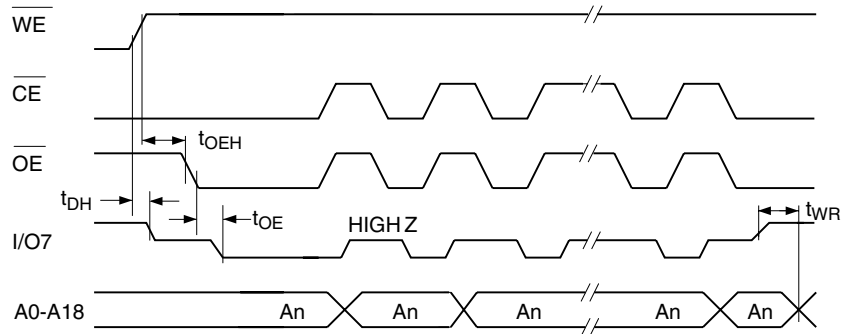 WE
CE
tOEH
OE
tDH
tOE
tWR
HIGH Z
I/O7
A0-A18 An An An An An